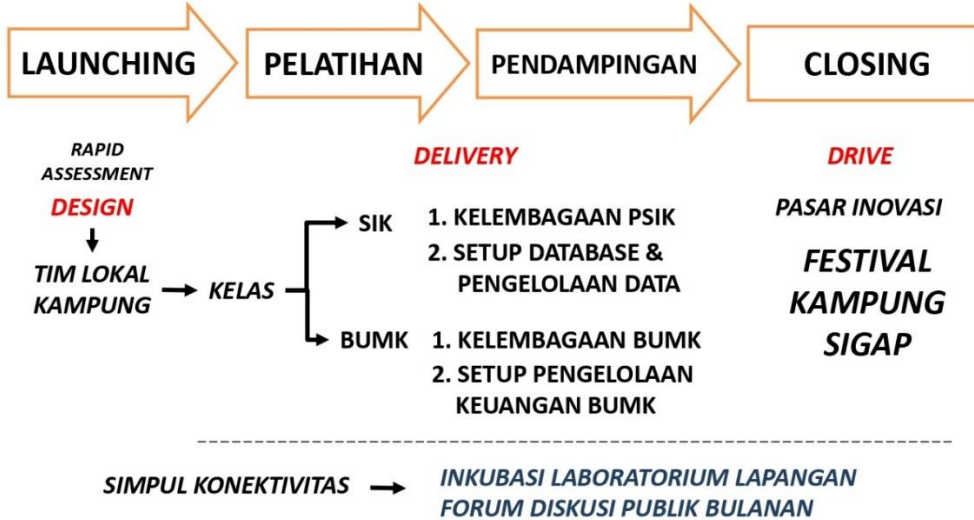 LAUNCHING
PELATIHAN
PENDAMPINGAN
CLOSING
RAPID
ASSESSMENT
DESIGN
TIM LOKAL
KAMPUNG
KELAS
DELIVERY
SIK
1. KELEMBAGAAN PSIK
2. SETUP DATABASE &
PENGELOLAAN DATA
BUMK
1. KELEMBAGAAN BUMK
2. SETUP PENGELOLAAN
KEUANGAN BUMK
DRIVE
PASAR INOVASI
FESTIVAL
KAMPUNG
SIGAP
SIMPUL KONEKTIVITAS
INKUBASI LABORATORIUM LAPANGAN
FORUM DISKUSI PUBLIK BULANAN